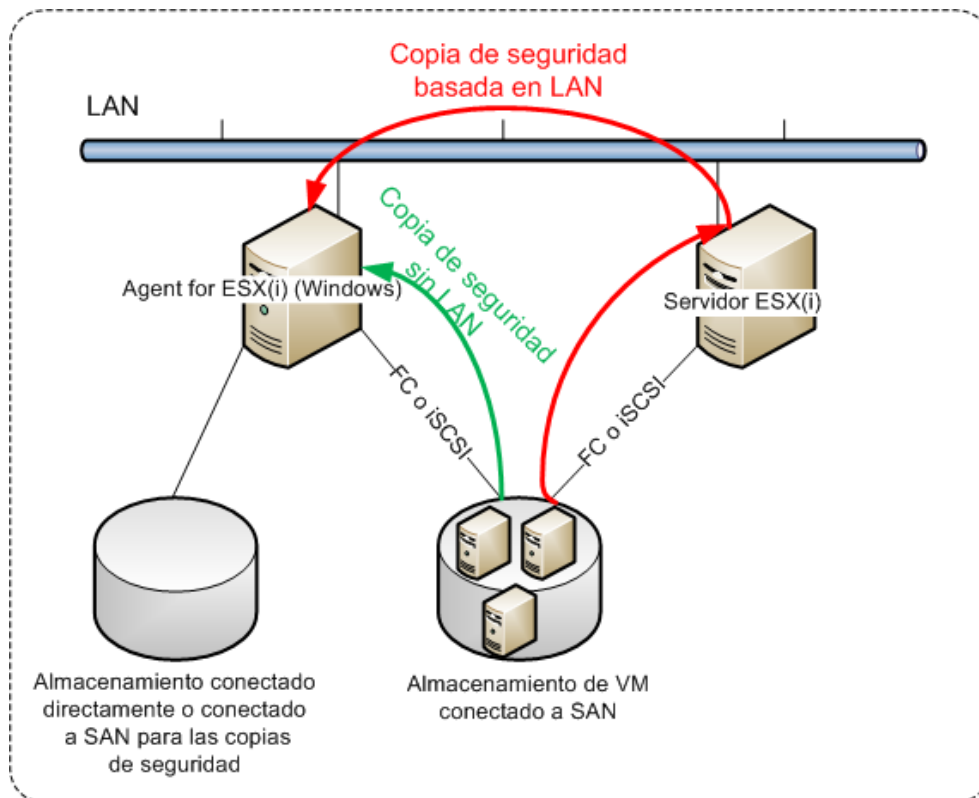 Copia de seguridad
basada en LAN
LAN
Copia de seguridad
sin LAN
Agent for ESX(i) (Windows)
Servidor ESX(i)
FC o iSCSI
FC o iSCSI
Almacenamiento conectado
directamente o conectado
a SAN para las copias
de seguridad
Almacenamiento de VM
conectado a SAN